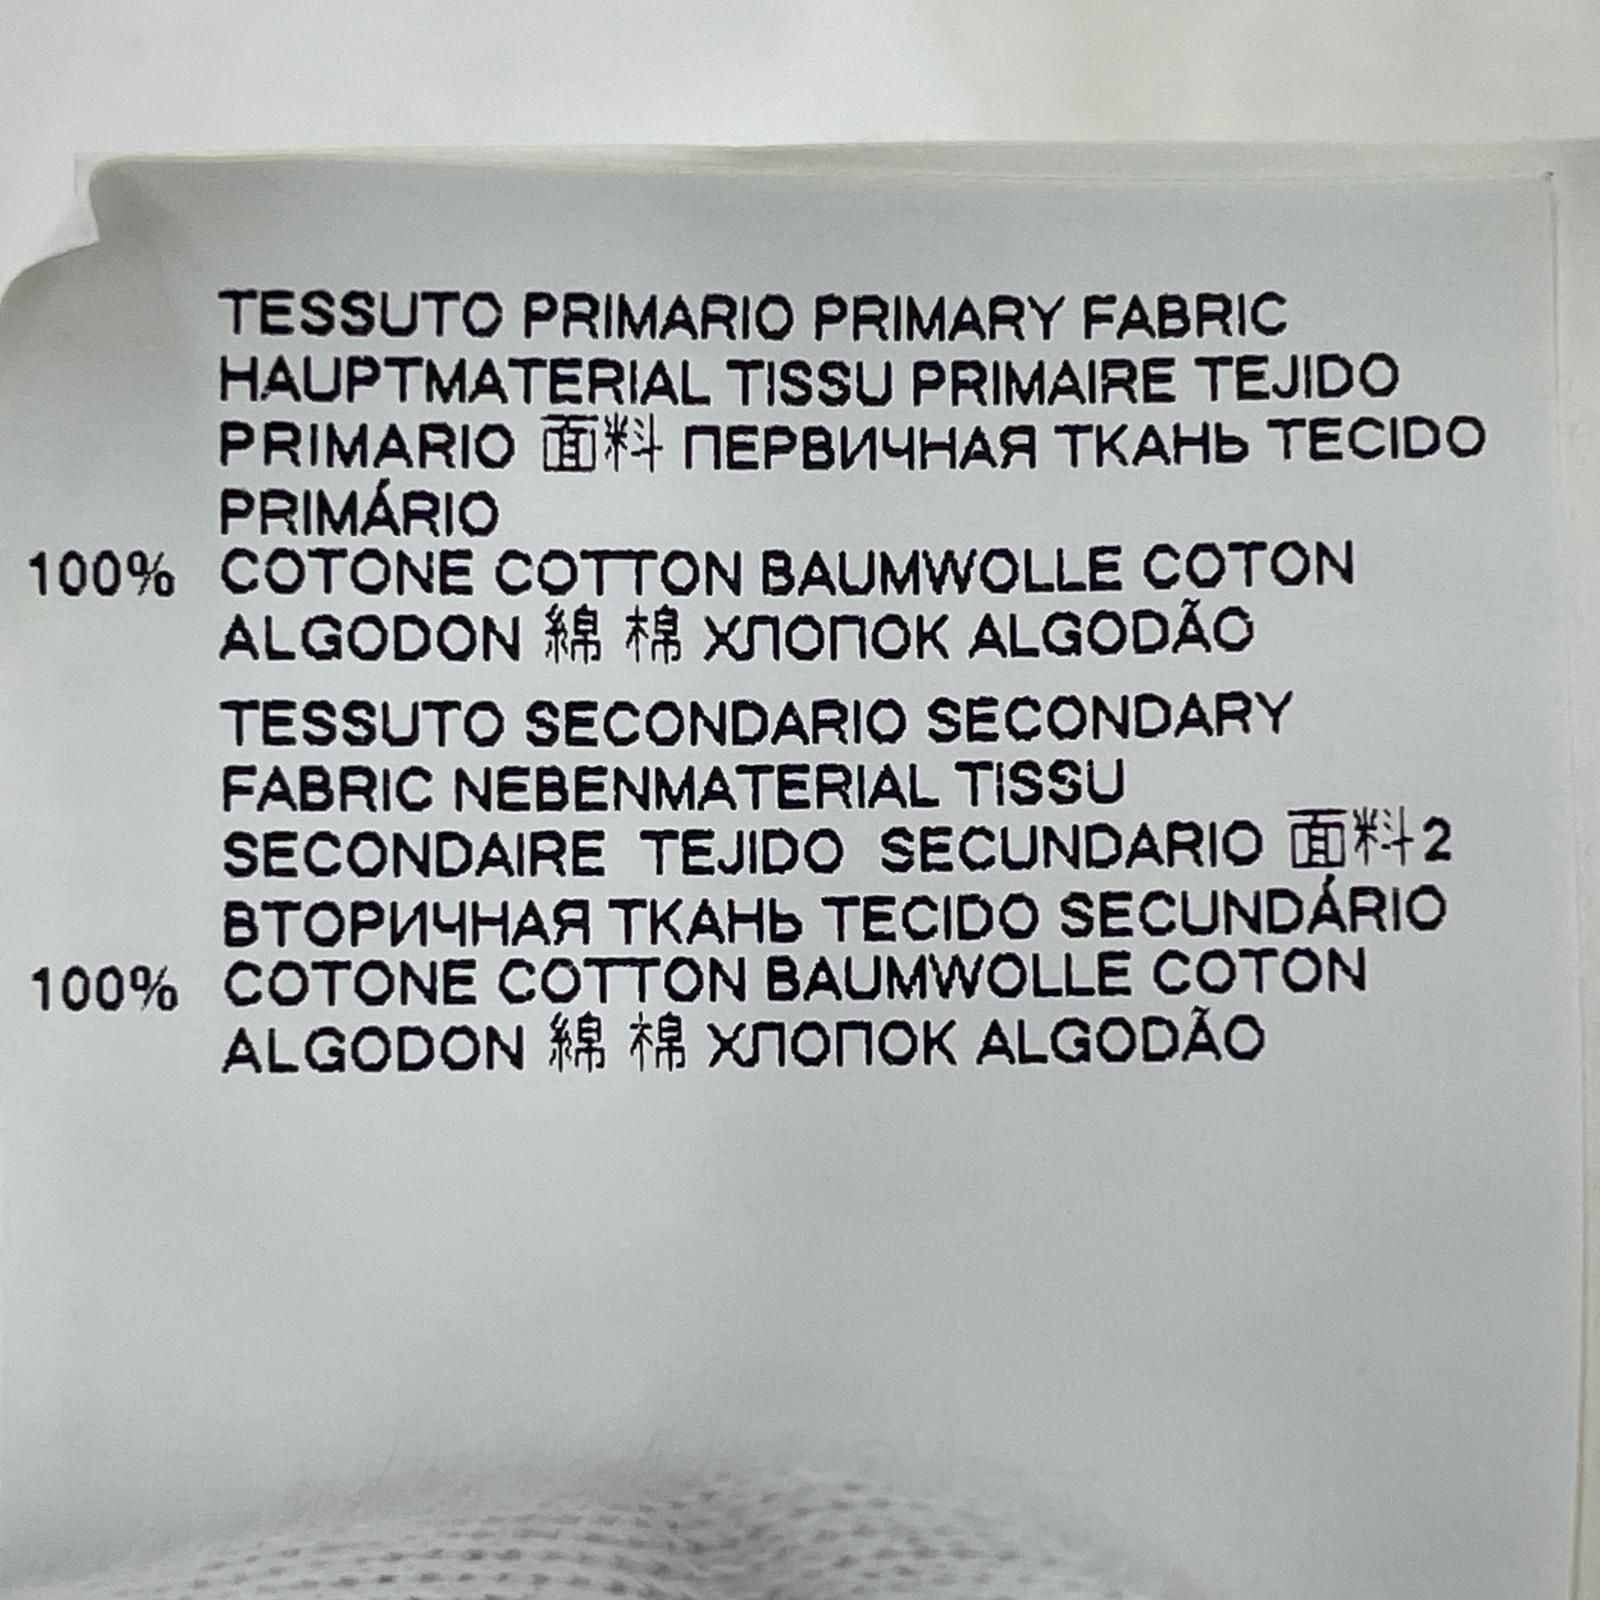 TESSUTO PRIMARIO PRIMARY FABRIC
HAUPTMATERIAL TISSU PRIMAIRE TEJIDO
PRIMARIO 面料 ПЕРВИЧНАЯ ТКАНЬ TECIDO
PRIMÁRIO
100% COTONE COTTON BAUMWOLLE COTON
ALGODON 綿 棉 ХЛОПОК ALGODÃO
TESSUTO SECONDARIO SECONDARY
FABRIC NEBENMATERIAL TISSU
SECONDAIRE TEJIDO SECUNDARIO 面料2
ВТОРИЧНАЯ ТКАНЬ TECIDO SECUNDÁRIO
100% COTONE COTTON BAUMWOLLE COTON
ALGODON 綿 棉 ХЛОПОК ALGODÃO